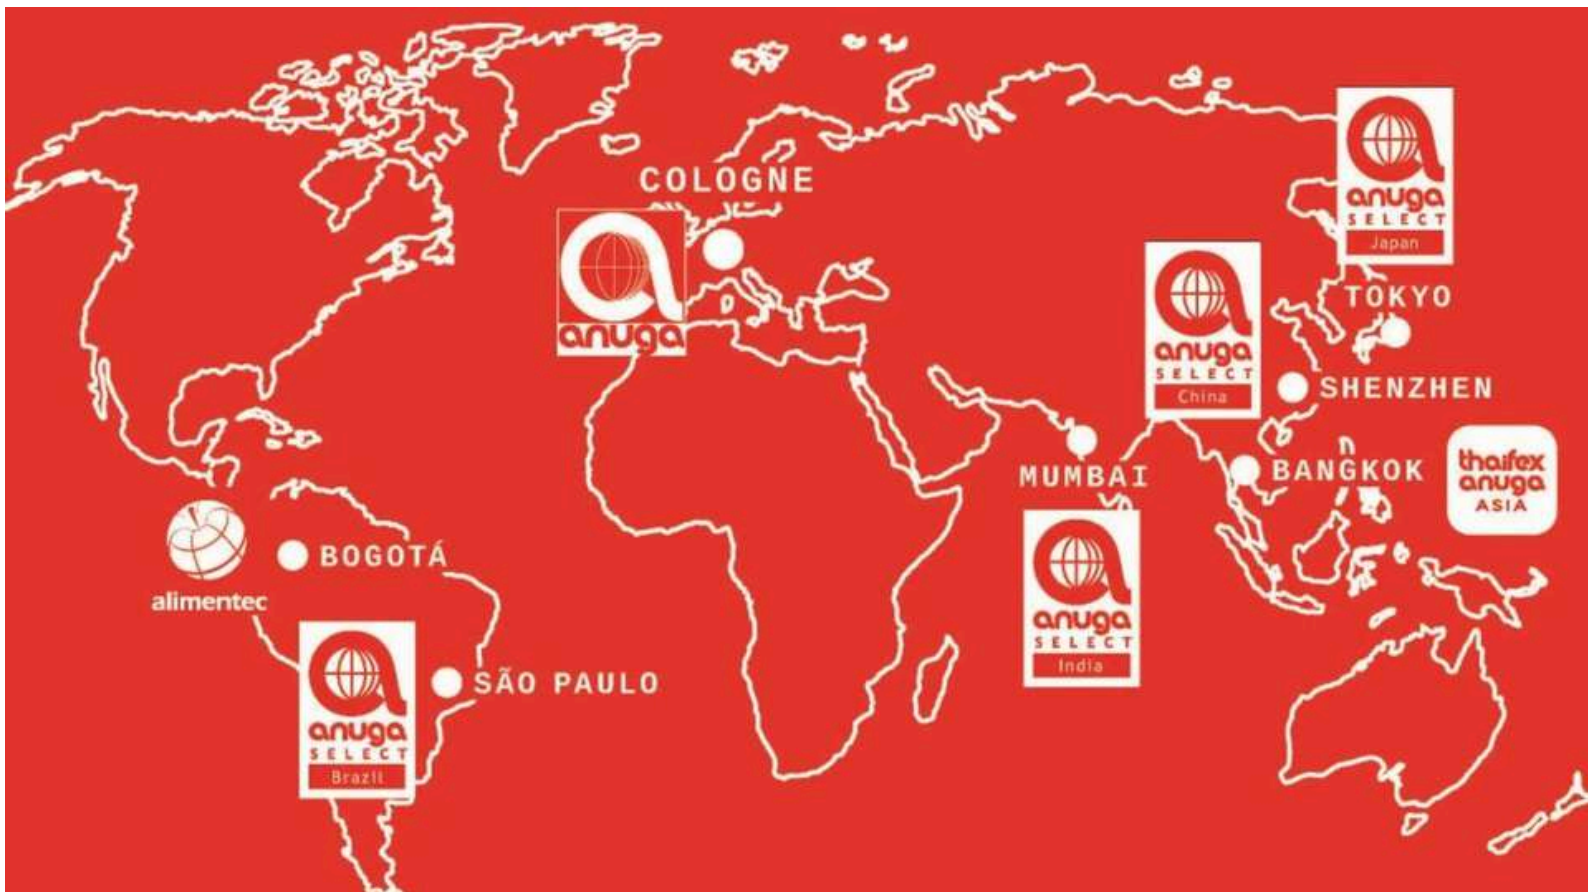 COLOGNE
anuga
anuga
SELECT
Japan
TOKYO
anuga
SELECT
China
SHENZHEN
BANGKOK
thaifex
anuga
ASIA
MUMBAI
anuga
SELECT
India
alimentec
BOGOTÁ
anuga
SELECT
Brazil
SÃO PAULO